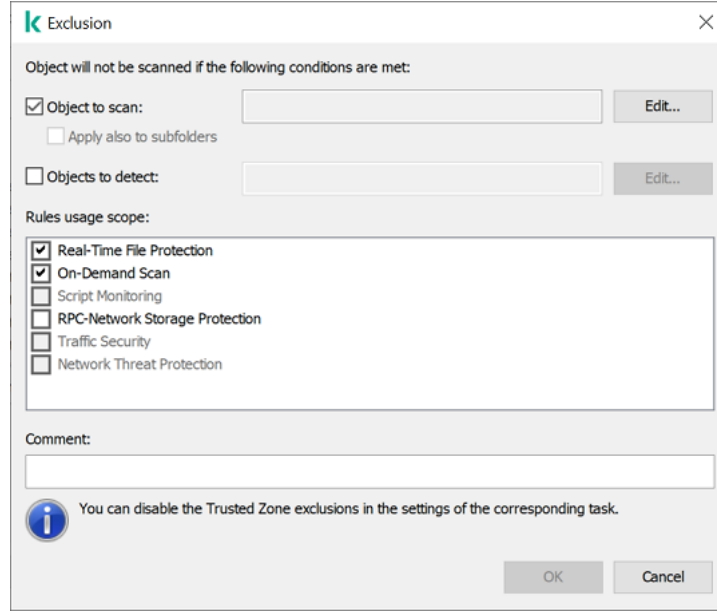 Exclusion
Object will not be scanned if the following conditions are met:
Object to scan: Edit...
Apply also to subfolders
Objects to detect: Edit...
Rules usage scope:
Real-Time File Protection
On-Demand Scan
Script Monitoring
RPC-Network Storage Protection
Traffic Security
Network Threat Protection
Comment:
You can disable the Trusted Zone exclusions in the settings of the corresponding task.
OK Cancel